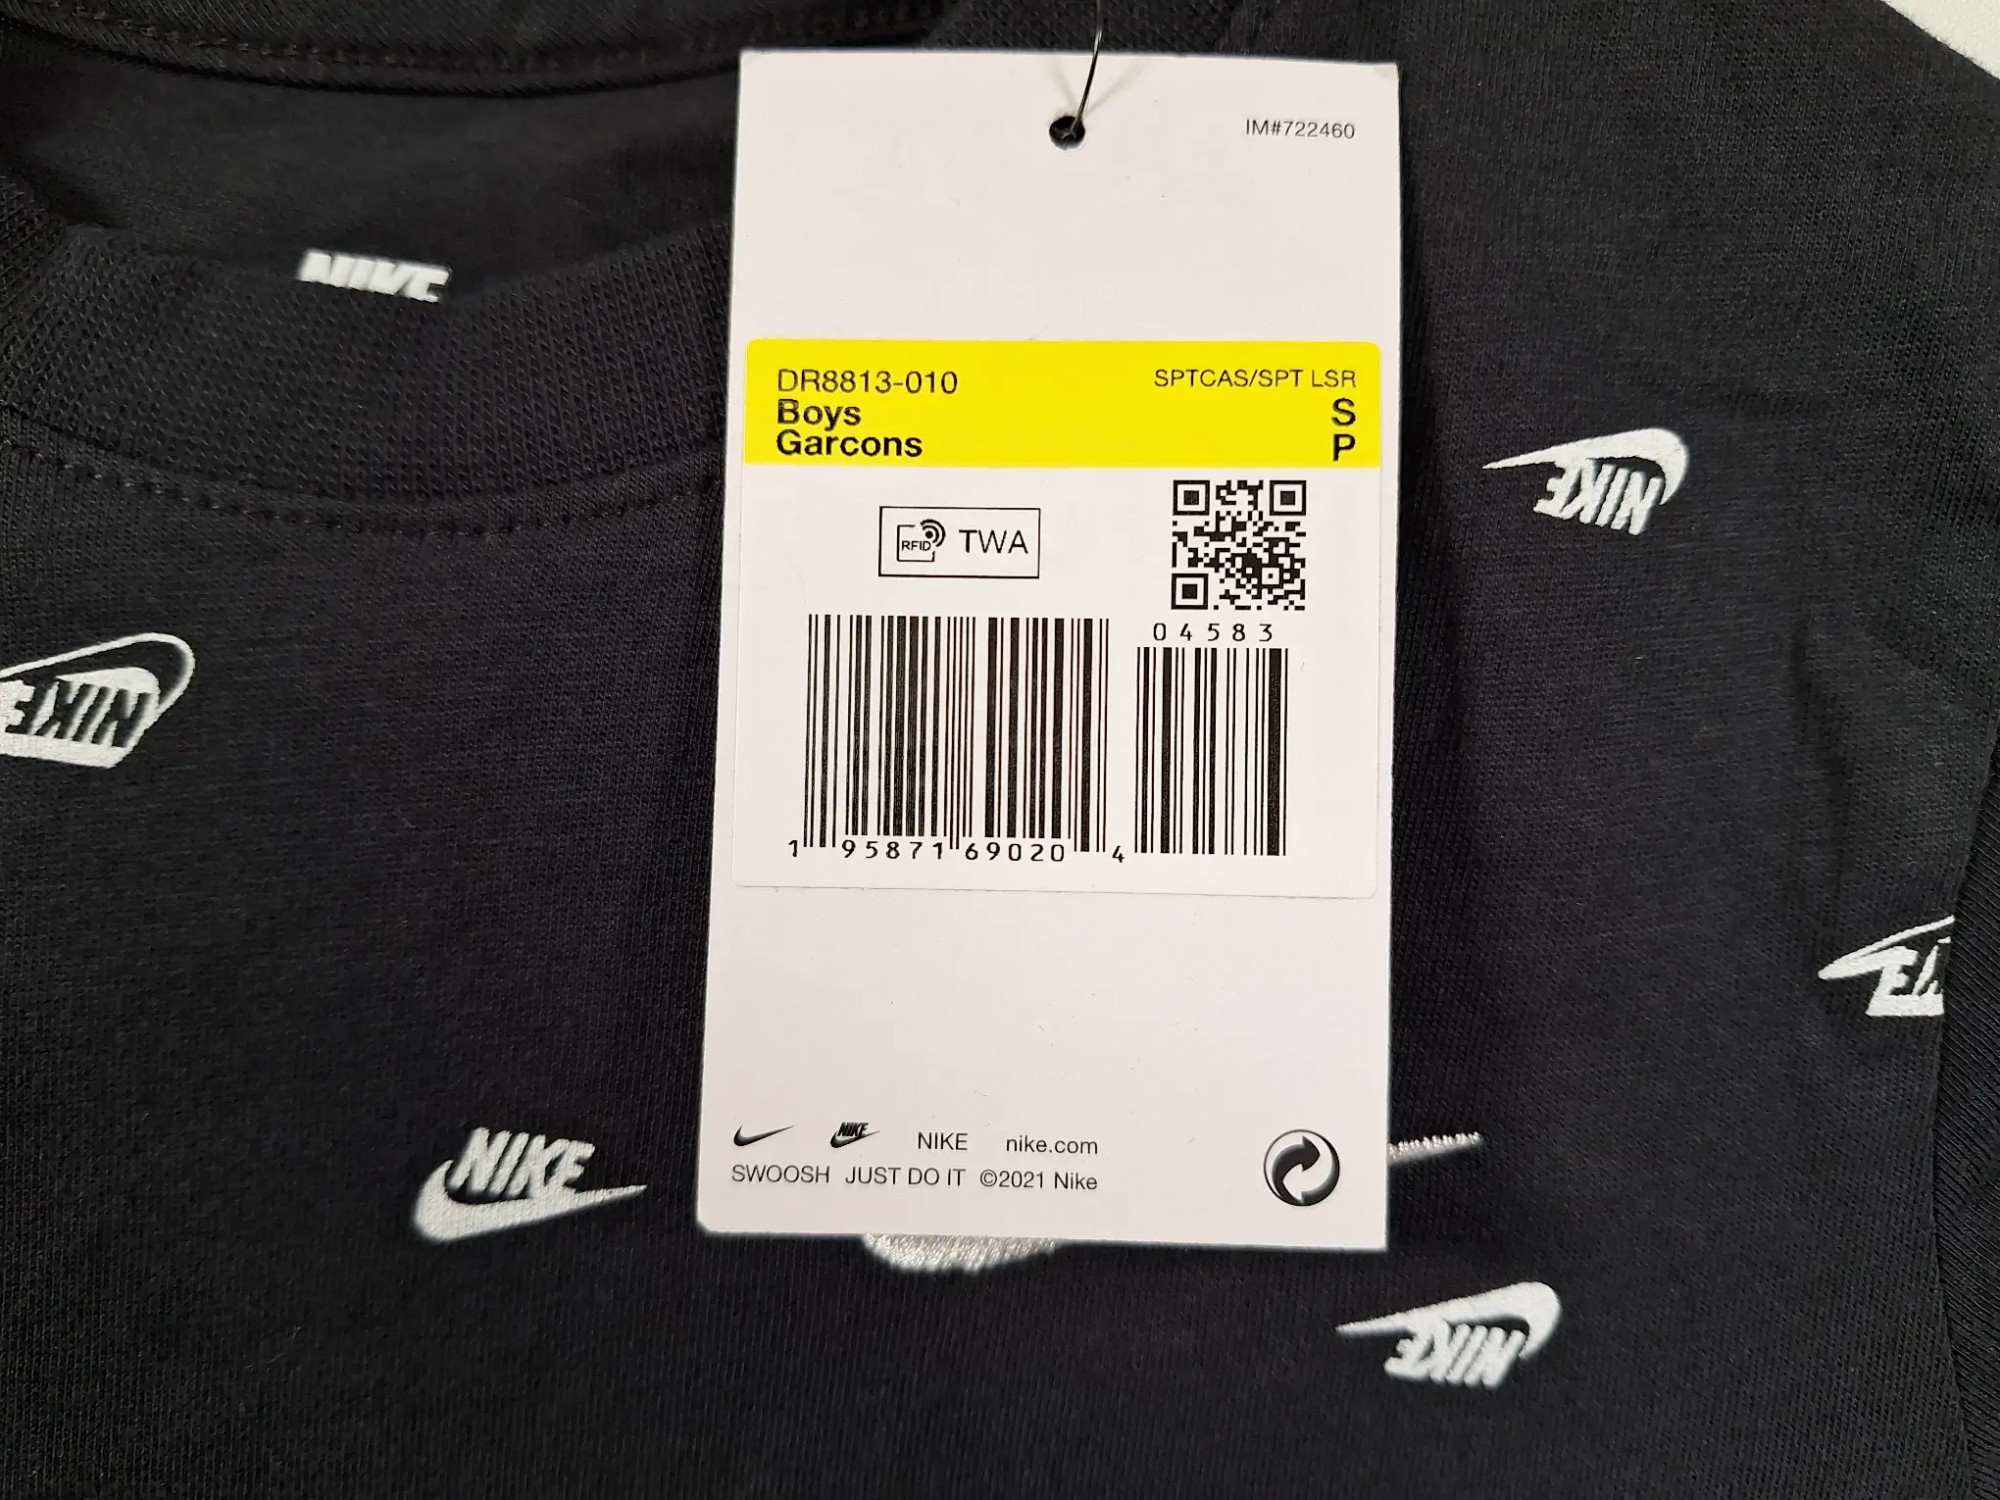 IM#722460
NIKE
DR8813-010 SPTCAS/SPT LSR
Boys S
Garcons P
NIKE
RFID TWA
04583
NIKE
1 95871 69020 4
NIKE NIKE nike.com
SWOOSH JUST DO IT ©2021 Nike
NIKE
NIKE